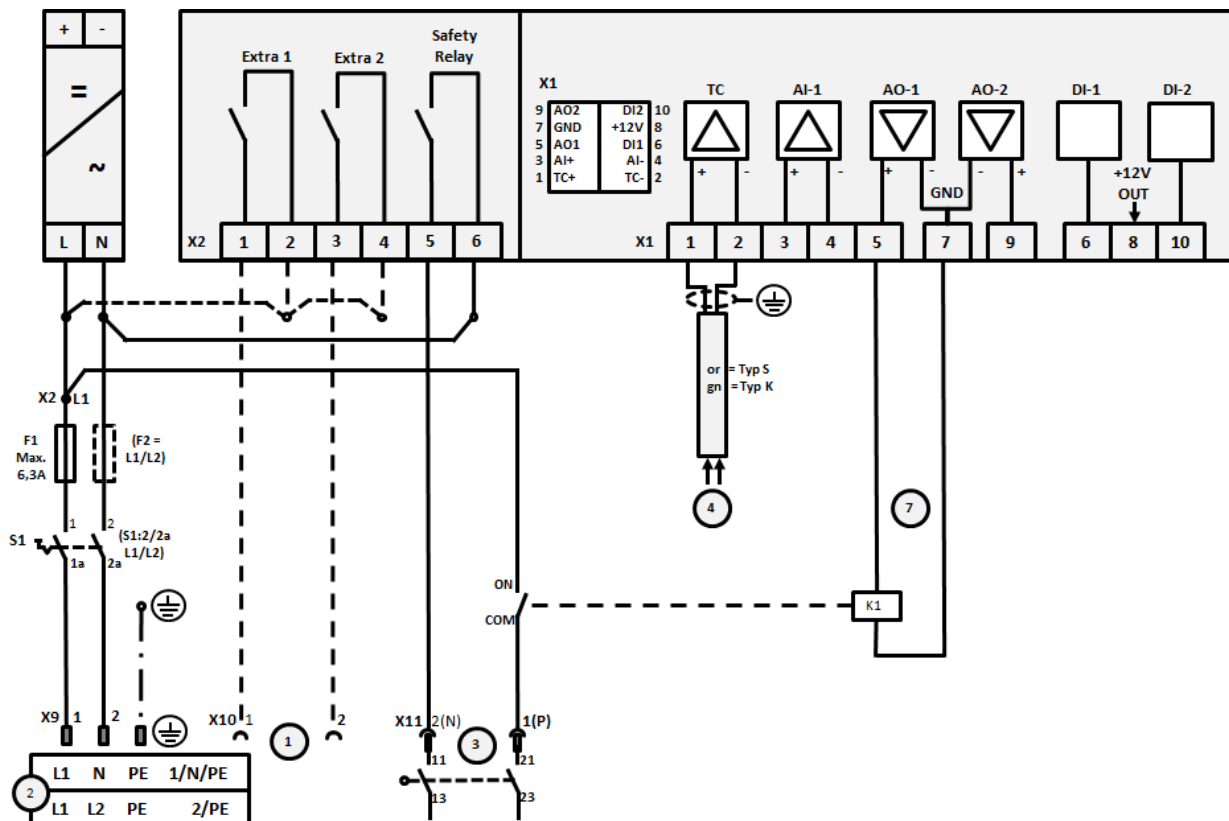 + -
=
~
L N
Extra 1
Extra 2
Safety
Relay
X2 1 2 3 4 5 6
X1
9 AO2 DI2 10
7 GND +12V 8
5 AO1 DI1 6
3 AI+ AI- 4
1 TC+ TC- 2
TC AI-1 AO-1 AO-2 DI-1 DI-2
+ - + - + - - +
GND
+12V
OUT
X1 1 2 3 4 5 7 9 6 8 10
or = Typ S
gn = Typ K
4
7
X2 L1
F1
Max.
6,3A
(F2 =
L1/L2)
S1
1 2
1a 2a
(S1:2/2a
L1/L2)
ON
COM
K1
X9 1 2
X10 1 2
1
X11 2(N) 1(P)
3
11 21
13 23
2
L1 N PE 1/N/PE
L1 L2 PE 2/PE